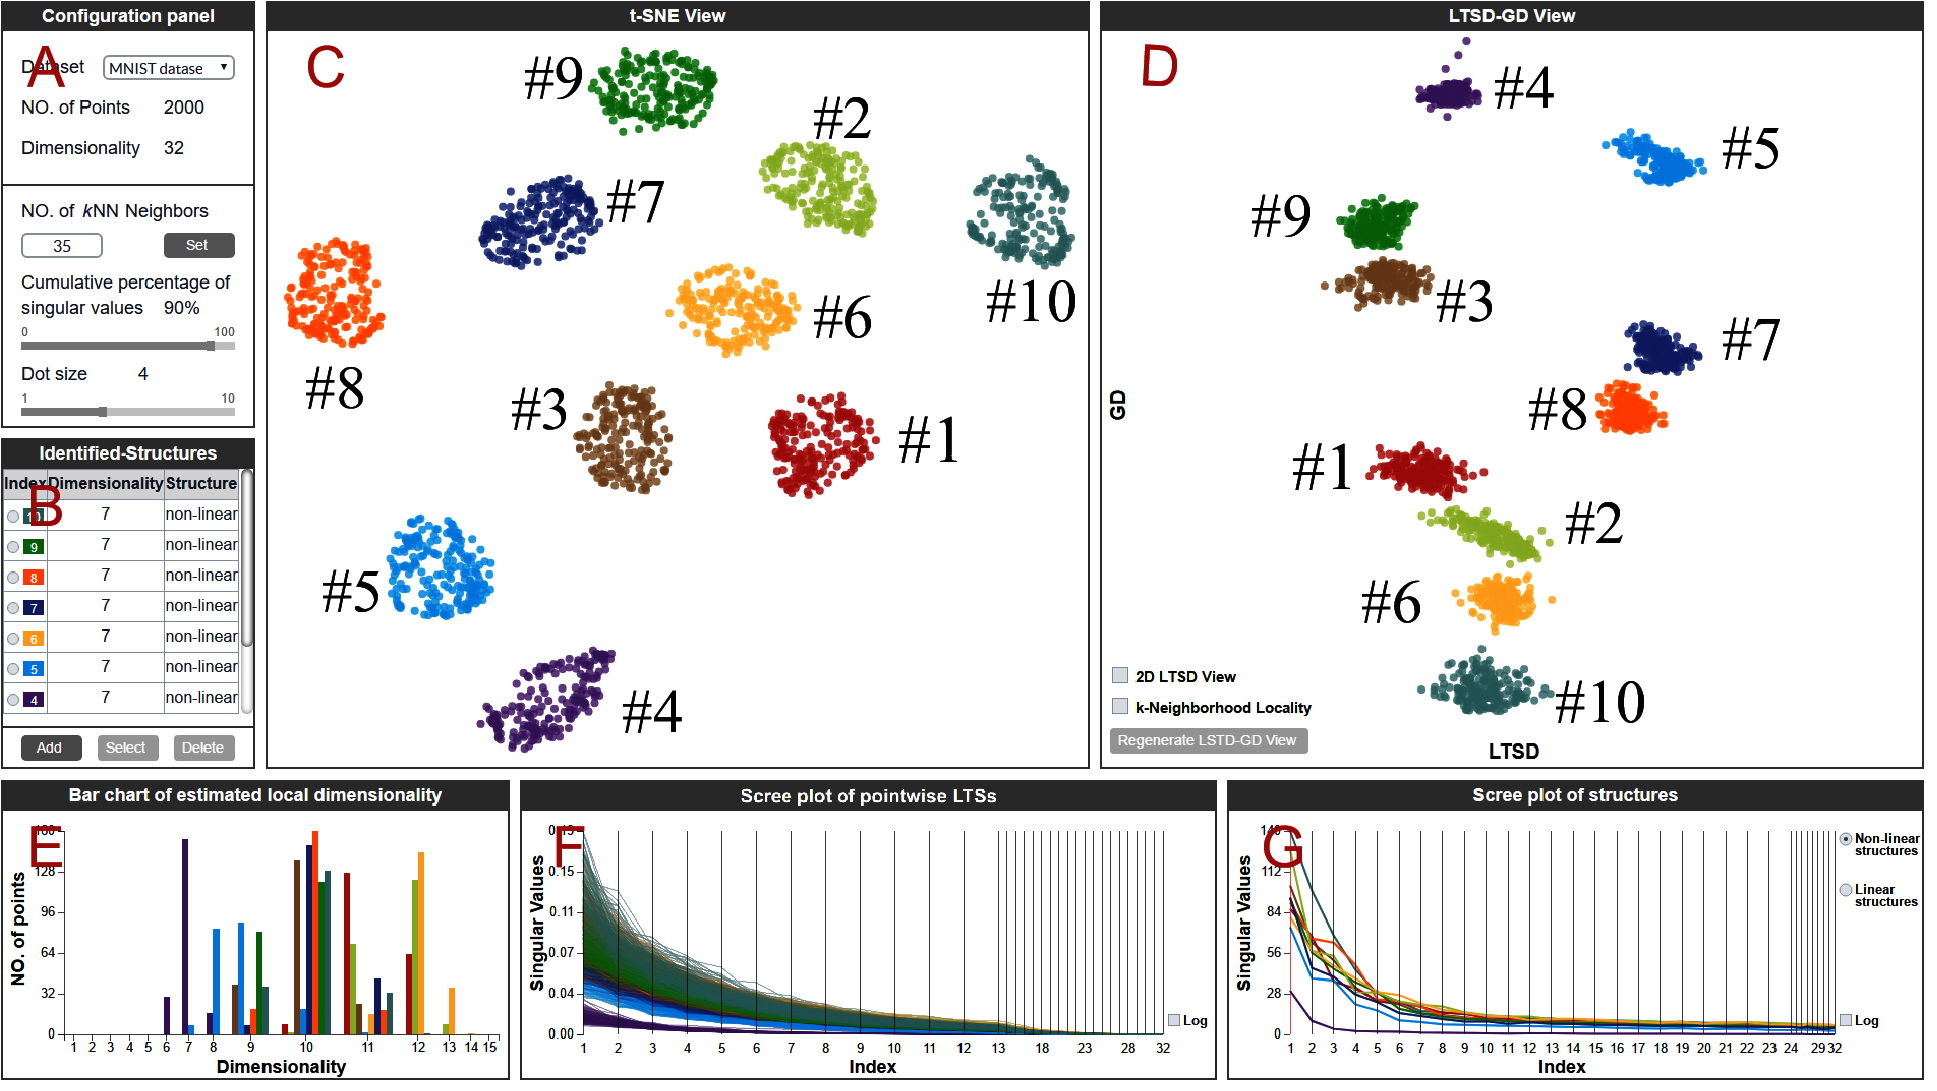 Configuration panel
A
Dataset
MNIST datase
NO. of Points 2000
Dimensionality 32
NO. of kNN Neighbors
35 Set
Cumulative percentage of
singular values 90%
0 100
Dot size 4
1 10
Identified-Structures
Index Dimensionality Structure
B
10 7 non-linear
9 7 non-linear
8 7 non-linear
7 7 non-linear
6 7 non-linear
5 7 non-linear
4 7 non-linear
Add Select Delete
t-SNE View
C
#9
#2
#7
#10
#6
#8
#3
#1
#5
#4
LTSD-GD View
D
#4
#5
#9
#3
#7
#8
#1
#2
#6
#10
GD
2D LTSD View
k-Neighborhood Locality
Regenerate LSTD-GD View
LTSD
Bar chart of estimated local dimensionality
E
NO. of points
160
128
96
64
32
0
1 2 3 4 5 6 7 8 9 10 11 12 13 14 15
Dimensionality
Scree plot of pointwise LTSs
F
Singular Values
0.19
0.15
0.11
0.07
0.04
0.00
1 2 3 4 5 6 7 8 9 10 11 12 13 18 23 28 32
Index
Log
Scree plot of structures
G
Singular Values
140
112
84
56
28
0
1 2 3 4 5 6 7 8 9 10 11 12 13 14 15 16 17 18 19 20 21 22 23 24 29 32
Index
Non-linear
structures
Linear
structures
Log